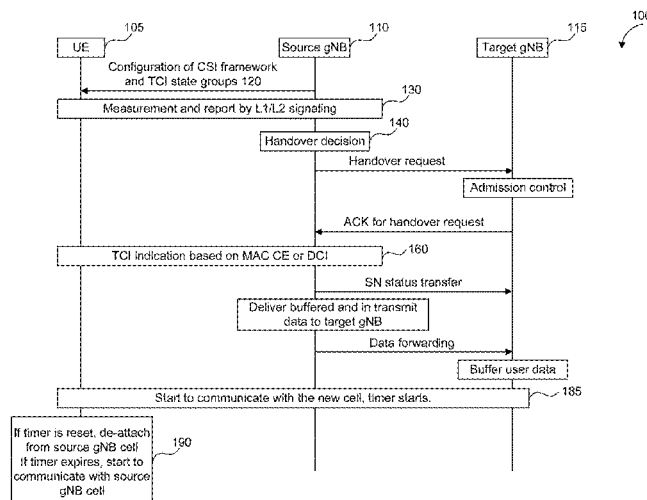 100
105
110
115
UE
Source gNB
Target gNB
Configuration of CSI framework
and TCI state groups 120
130
Measurement and report by L1/L2 signaling
140
Handover decision
Handover request
Admission control
ACK for handover request
160
TCI Indication based on MAC CE or DCI
SN status transfer
Deliver buffered and in transmit
data to target gNB
Data forwarding
Buffer user data
Start to communicate with the new cell, timer starts.
185
If timer is reset, de-attach
from source gNB cell
If timer expires, start to
communicate with source
gNB cell
190